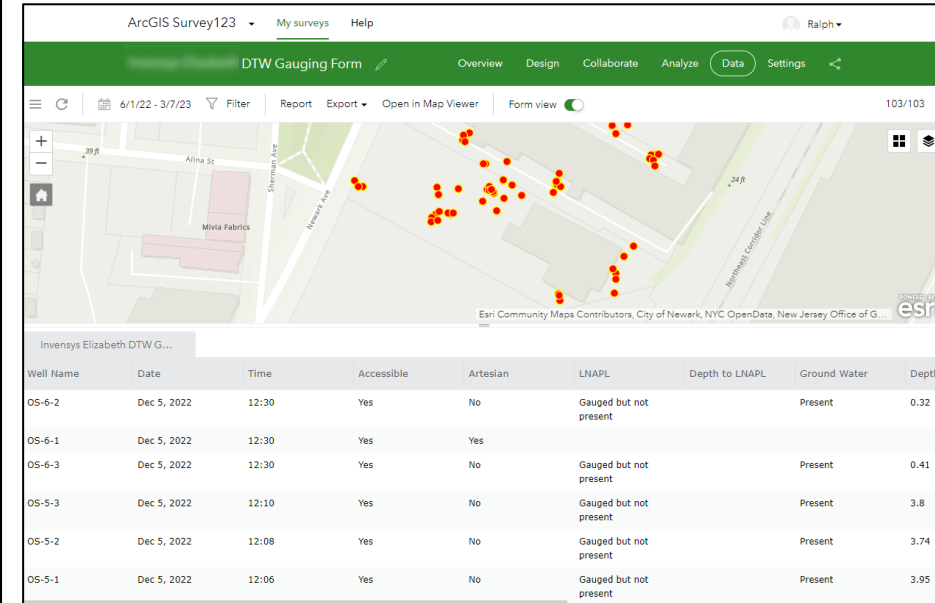 ArcGIS Survey123 My surveys Help Ralph
DTW Gauging Form Overview Design Collaborate Analyze Data Settings
6/1/22 - 3/7/23 Filter Report Export Open in Map Viewer Form view 103/103
+
−
39 ft
Alina St
Sherman Ave
Newark Ave
Mivia Fabrics
24 ft
Northeast Corridor Line
POWERED BY
esri
Esri Community Maps Contributors, City of Newark, NYC OpenData, New Jersey Office of G...
Invensys Elizabeth DTW G...
Well Name Date Time Accessible Artesian LNAPL Depth to LNAPL Ground Water Dept
OS-6-2 Dec 5, 2022 12:30 Yes No Gauged but not Present 0.32
present
OS-6-1 Dec 5, 2022 12:30 Yes Yes
OS-6-3 Dec 5, 2022 12:30 Yes No Gauged but not Present 0.41
present
OS-5-3 Dec 5, 2022 12:10 Yes No Gauged but not Present 3.8
present
OS-5-2 Dec 5, 2022 12:08 Yes No Gauged but not Present 3.74
present
OS-5-1 Dec 5, 2022 12:06 Yes No Gauged but not Present 3.95
present